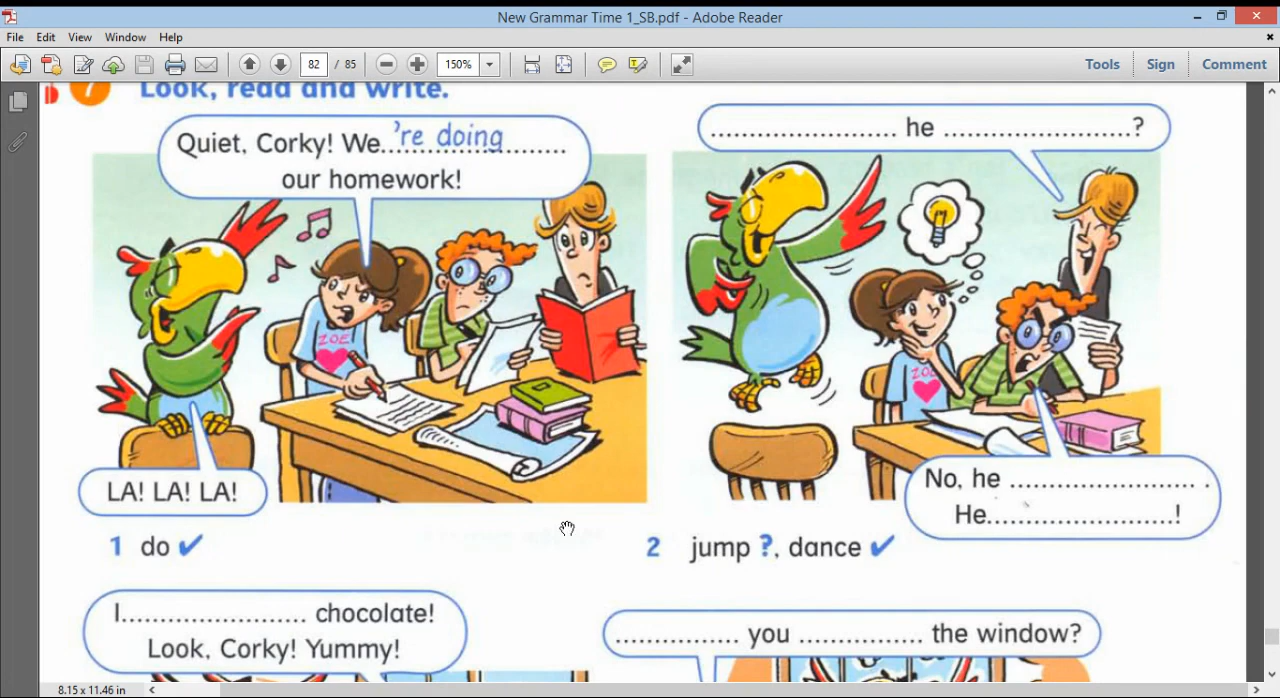 New Grammar Time 1_SB.pdf - Adobe Reader
File Edit View Window Help
82 / 85 150% Tools Sign Comment
7 Look, read and write.
Quiet, Corky! We 're doing
our homework!
LA! LA! LA!
ZOE
1 do ✔
........................ he ........................?
ZOE
No, he ........................ .
He........................!
2 jump ?, dance ✔
I........................ chocolate!
Look, Corky! Yummy!
................ you ................ the window?
8.15 x 11.46 in